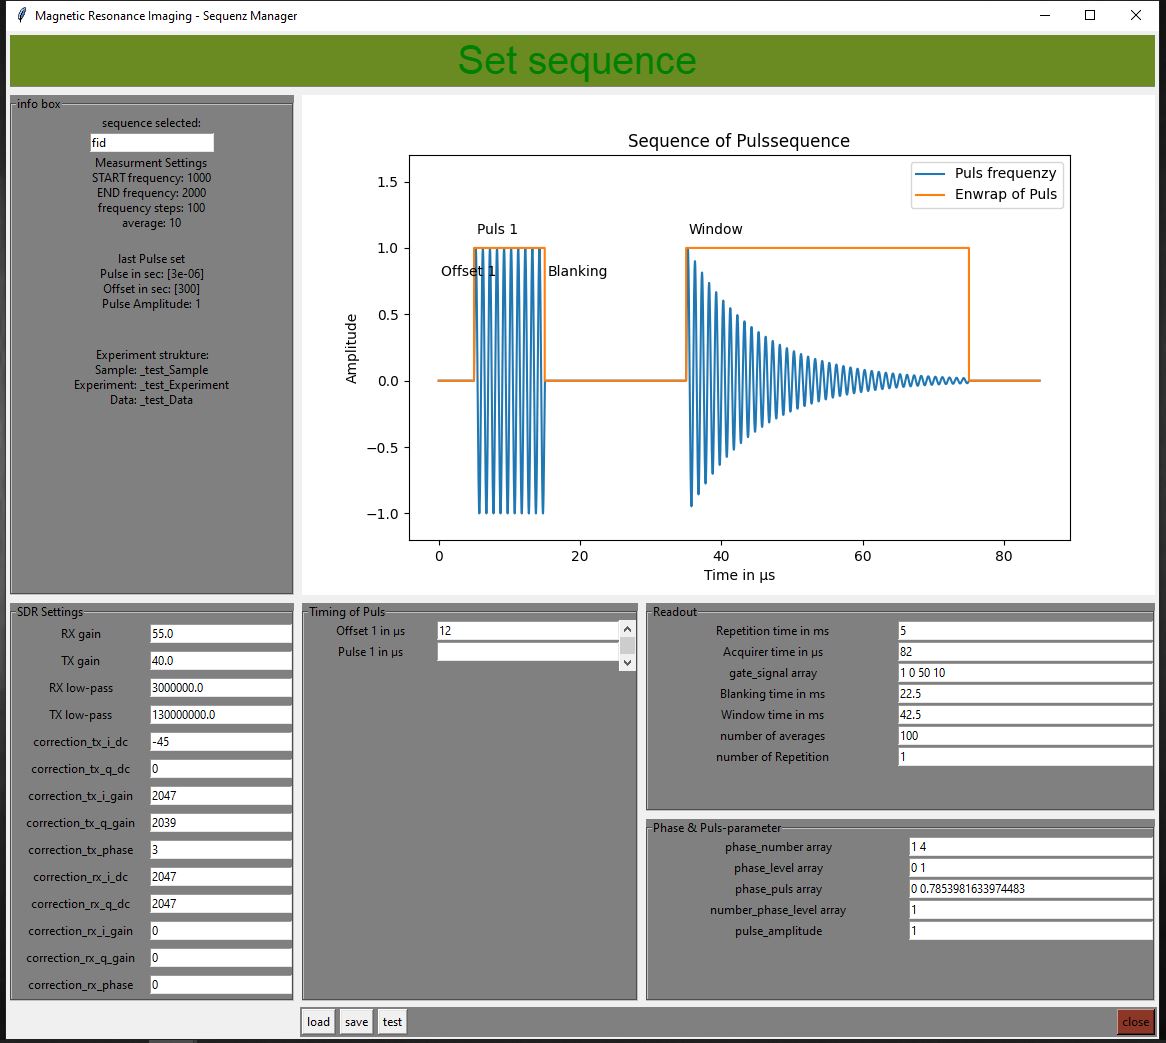 Magnetic Resonance Imaging - Sequenz Manager
Set sequence
info box
sequence selected:
fid
Measurment Settings
START frequency: 1000
END frequency: 2000
frequency steps: 100
average: 10
last Pulse set
Pulse in sec: [3e-06]
Offset in sec: [300]
Pulse Amplitude: 1
Experiment strukture:
Sample: _test_Sample
Experiment: _test_Experiment
Data: _test_Data
Sequence of Pulssequence
Puls frequenzy
Enwrap of Puls
Puls 1
Window
Offset 1
Blanking
1.5
1.0
0.5
0.0
−0.5
−1.0
Amplitude
0 20 40 60 80
Time in µs
SDR Settings
RX gain 55.0
TX gain 40.0
RX low-pass 3000000.0
TX low-pass 130000000.0
correction_tx_i_dc -45
correction_tx_q_dc 0
correction_tx_i_gain 2047
correction_tx_q_gain 2039
correction_tx_phase 3
correction_rx_i_dc 2047
correction_rx_q_dc 2047
correction_rx_i_gain 0
correction_rx_q_gain 0
correction_rx_phase 0
Timing of Puls
Offset 1 in µs 12
Pulse 1 in µs
Readout
Repetition time in ms 5
Acquirer time in µs 82
gate_signal array 1 0 50 10
Blanking time in ms 22.5
Window time in ms 42.5
number of averages 100
number of Repetition 1
Phase & Puls-parameter
phase_number array 1 4
phase_level array 0 1
phase_puls array 0 0.7853981633974483
number_phase_level array 1
pulse_amplitude 1
load save test close